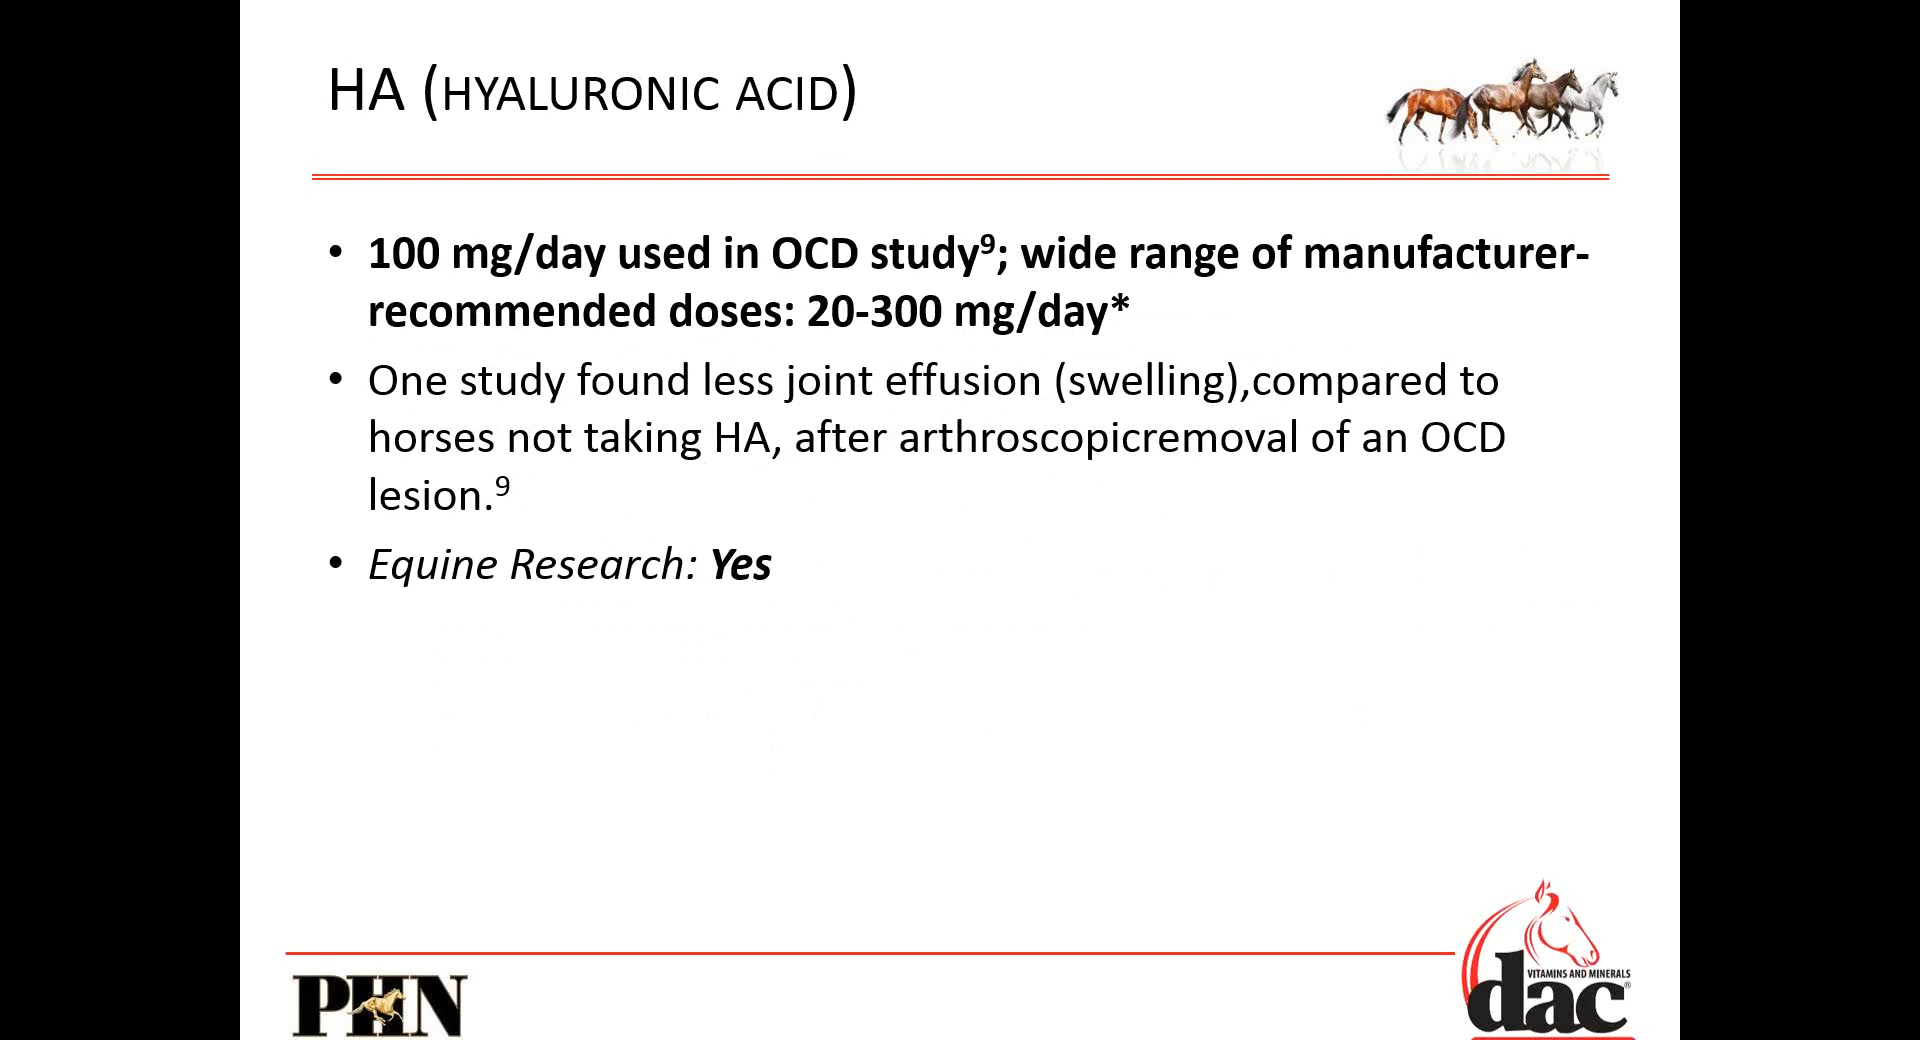 HA (HYALURONIC ACID)
• 100 mg/day used in OCD study⁹; wide range of manufacturer-
recommended doses: 20-300 mg/day*
• One study found less joint effusion (swelling),compared to
horses not taking HA, after arthroscopicremoval of an OCD
lesion.⁹
• Equine Research: Yes
PHN
VITAMINS AND MINERALS
dac®